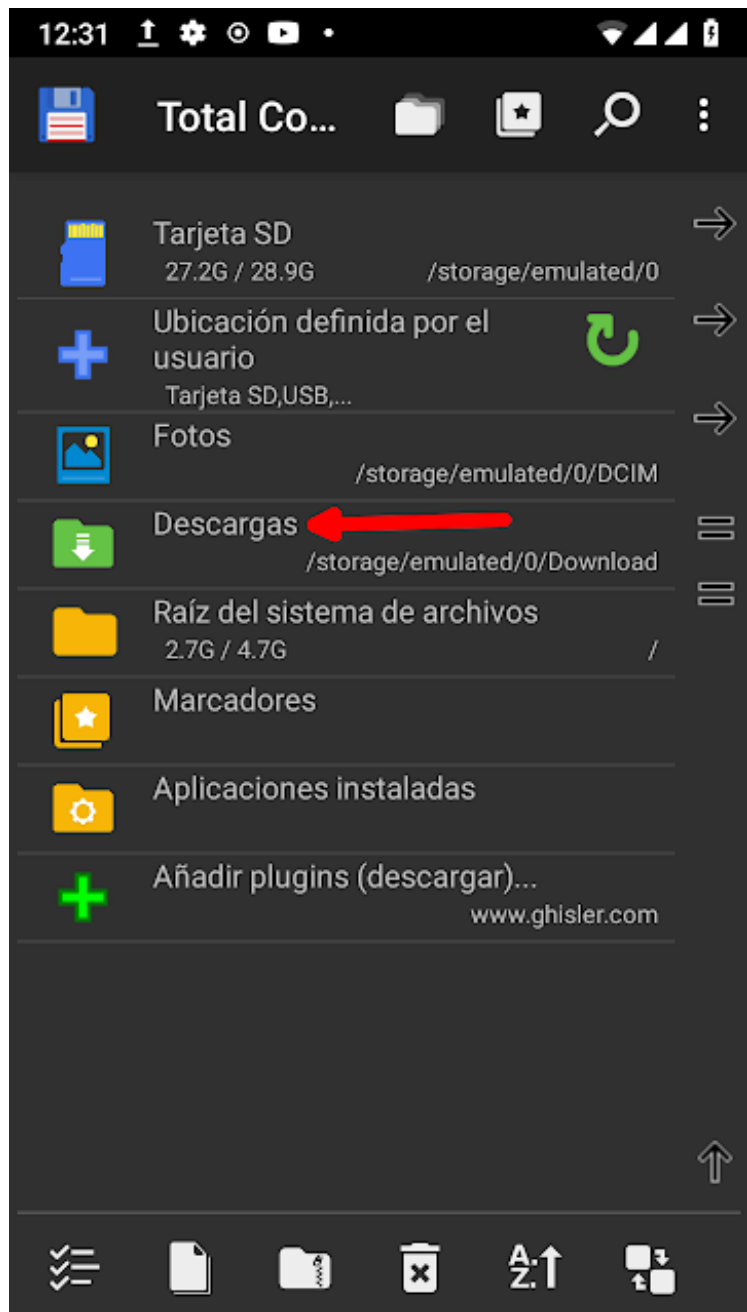 12:31
Total Co...
Tarjeta SD
27.2G / 28.9G /storage/emulated/0
Ubicación definida por el
usuario
Tarjeta SD,USB,...
Fotos
/storage/emulated/0/DCIM
Descargas
/storage/emulated/0/Download
Raíz del sistema de archivos
2.7G / 4.7G /
Marcadores
Aplicaciones instaladas
Añadir plugins (descargar)...
www.ghisler.com
A
Z